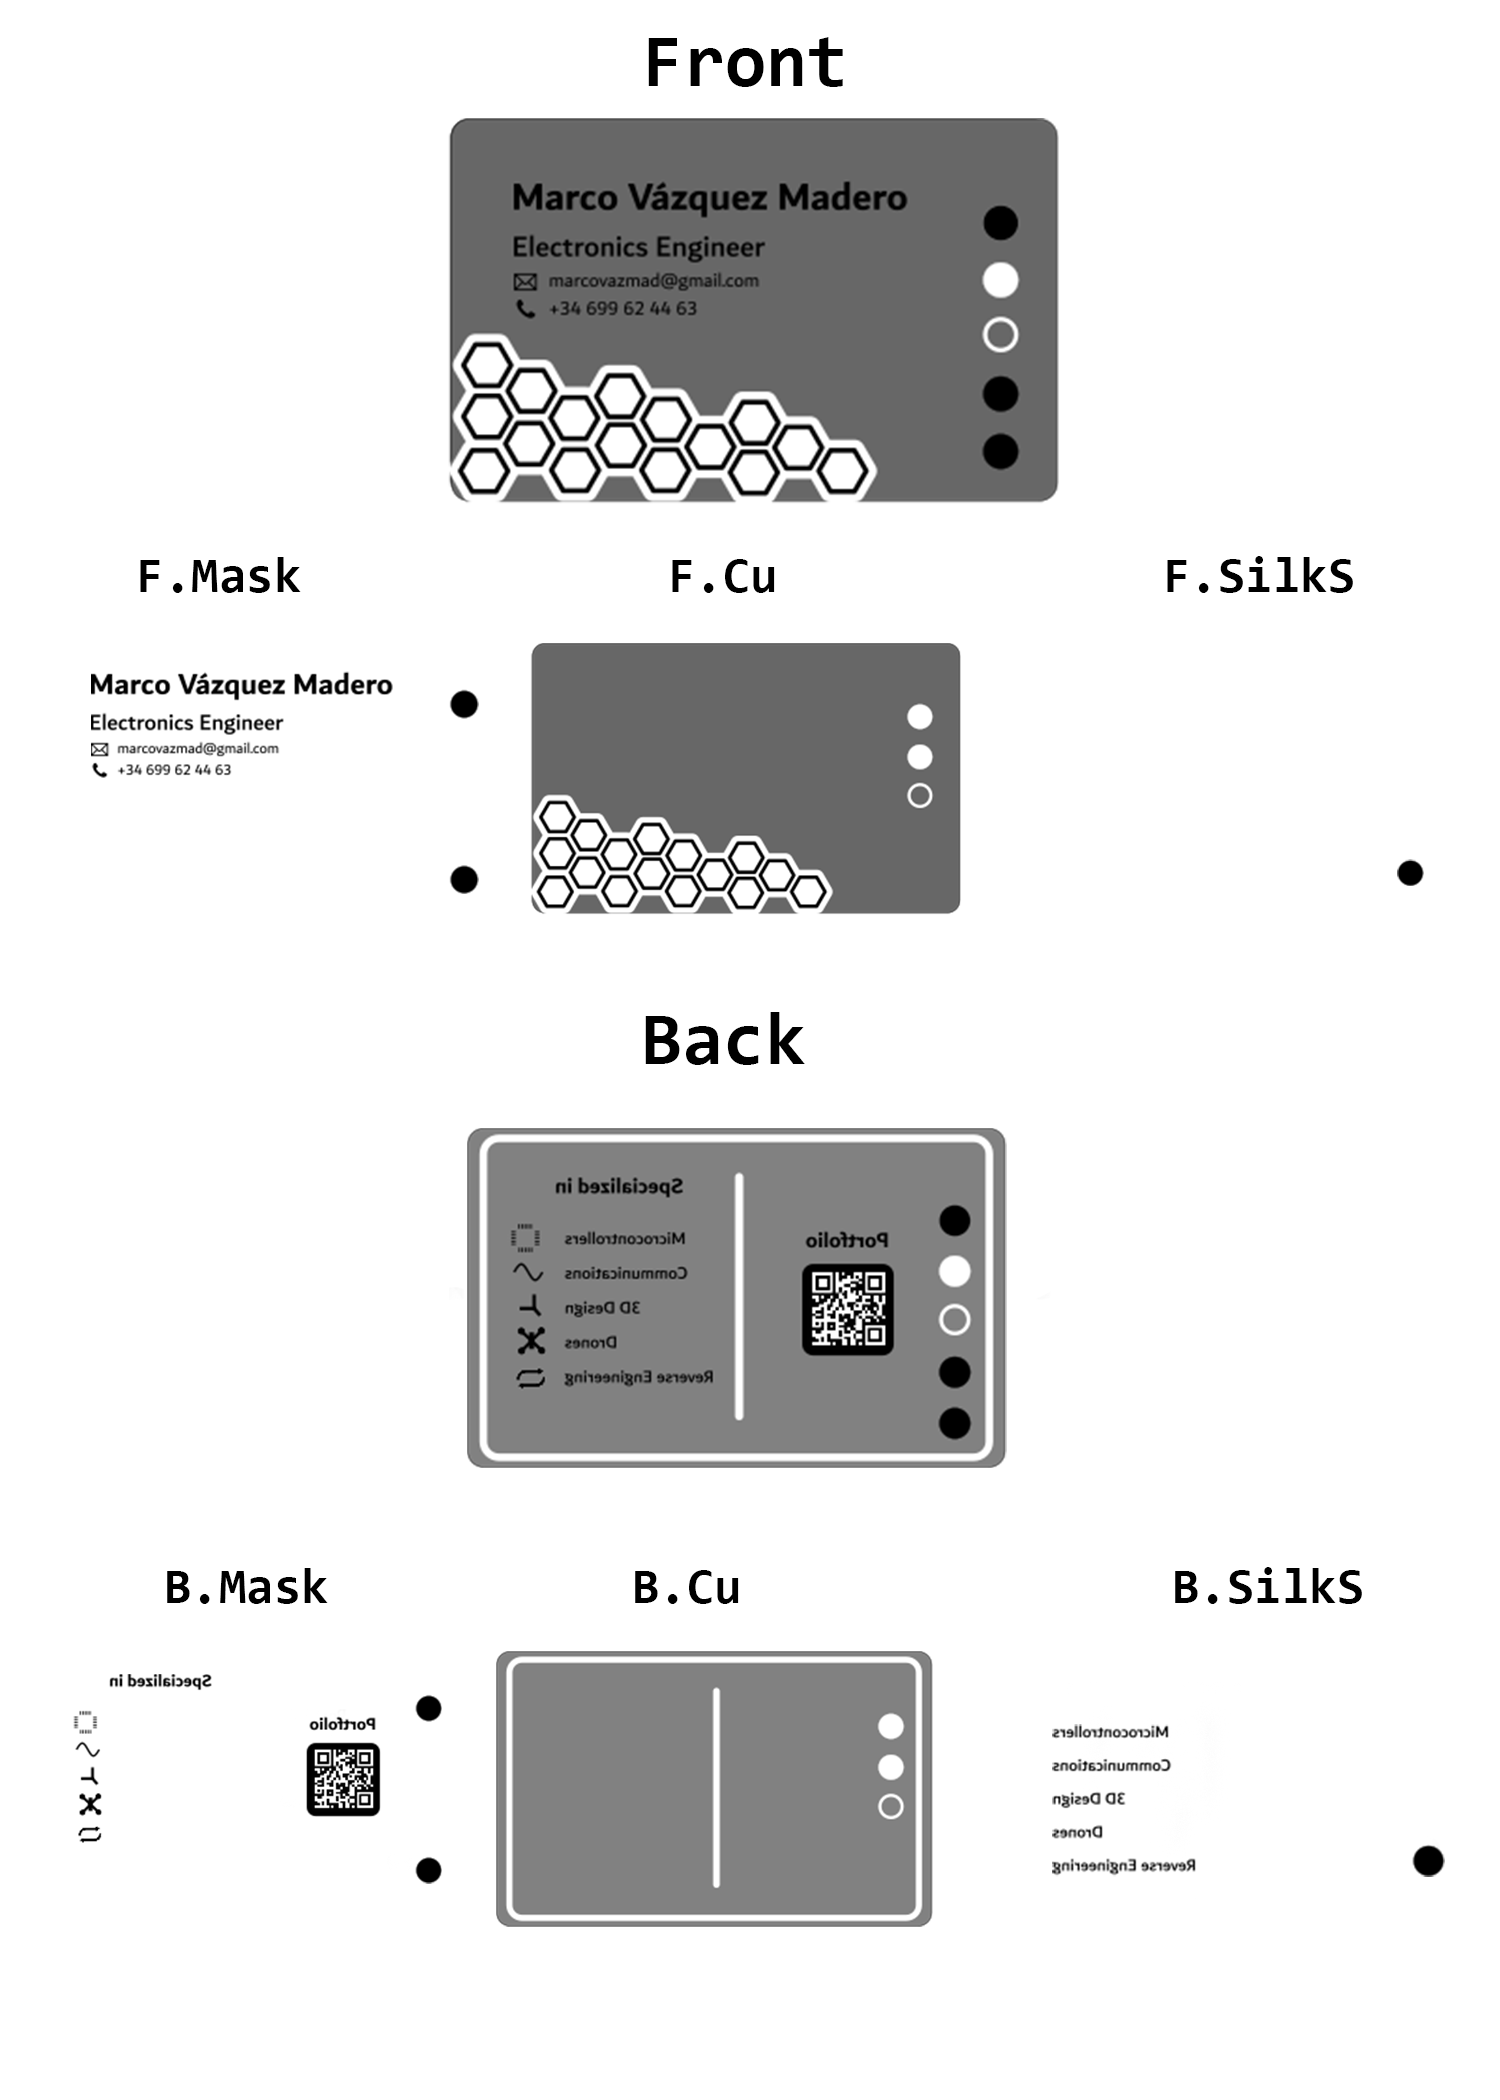 Front
Marco Vázquez Madero
Electronics Engineer
marcovazmad@gmail.com
+34 699 62 44 63
F.Mask
F.Cu
F.SilkS
Marco Vázquez Madero
Electronics Engineer
marcovazmad@gmail.com
+34 699 62 44 63
Back
Specialized in
Microcontrollers
Communications
3D Design
Drones
Reverse Engineering
Portfolio
B.Mask
B.Cu
B.SilkS
Specialized in
Portfolio
Microcontrollers
Communications
3D Design
Drones
Reverse Engineering